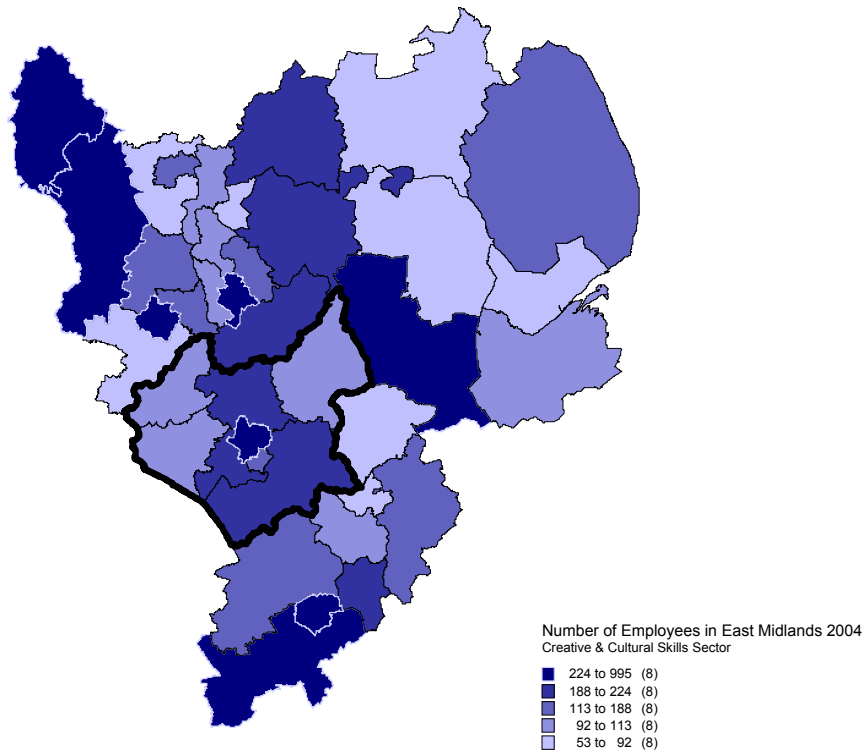 Number of Employees in East Midlands 2004
Creative & Cultural Skills Sector
224 to 995 (8)
188 to 224 (8)
113 to 188 (8)
92 to 113 (8)
53 to 92 (8)